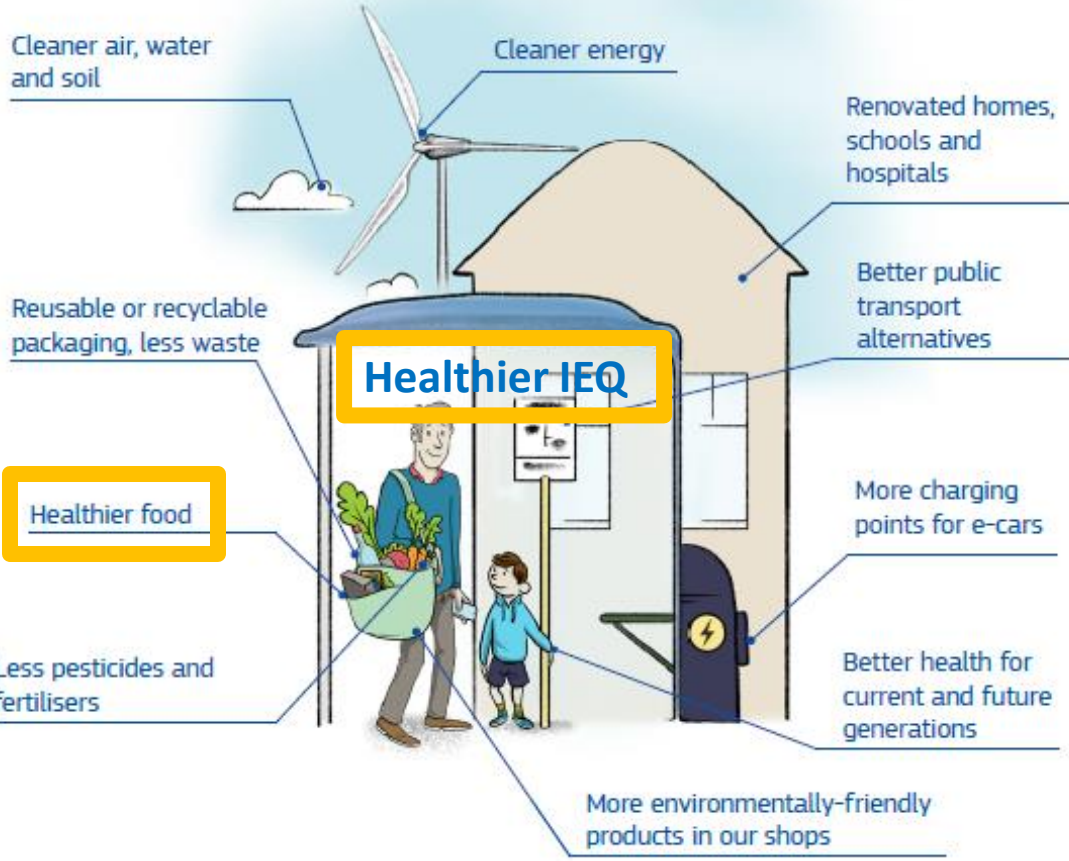 Cleaner air, water
and soil
Cleaner energy
Renovated homes,
schools and
hospitals
Better public
transport
alternatives
Reusable or recyclable
packaging, less waste
Healthier IEQ
Healthier food
More charging
points for e-cars
Less pesticides and
fertilisers
Better health for
current and future
generations
More environmentally-friendly
products in our shops